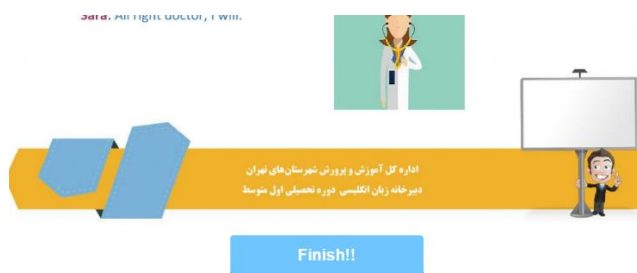 Sara: All right doctor, I will.
اداره کل آموزش و پرورش شهرستان‌های تهران
دبیرخانه زبان انگلیسی دوره تحصیلی اول متوسط
Finish!!